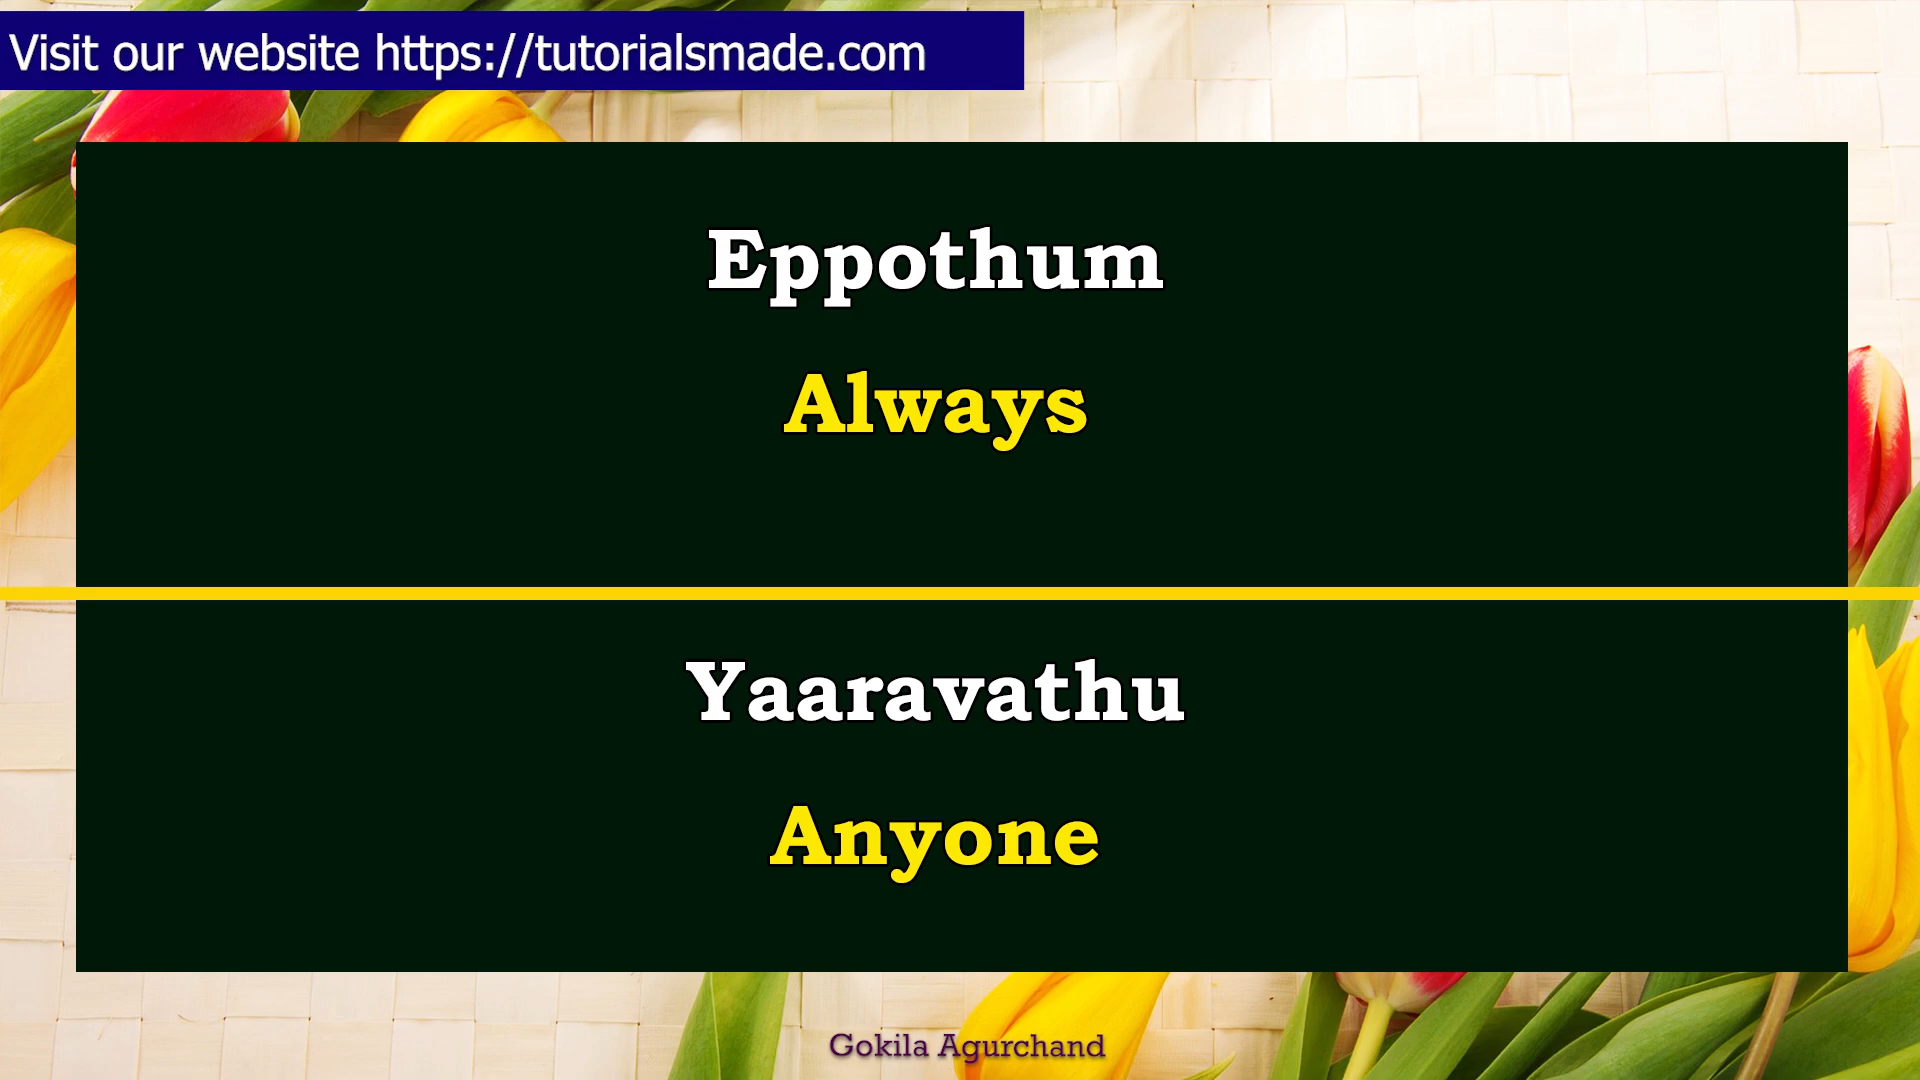 Visit our website https://tutorialsmade.com
Eppothum
Always
Yaaravathu
Anyone
Gokila Agurchand